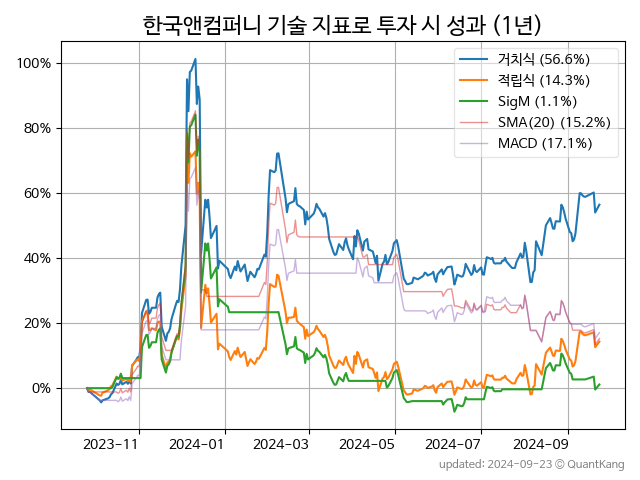 한국앤컴퍼니 기술 지표로 투자 시 성과 (1년)
거치식 (56.6%)
적립식 (14.3%)
SigM (1.1%)
SMA(20) (15.2%)
MACD (17.1%)
100%
80%
60%
40%
20%
0%
2023-11 2024-01 2024-03 2024-05 2024-07 2024-09
updated: 2024-09-23 © QuantKang